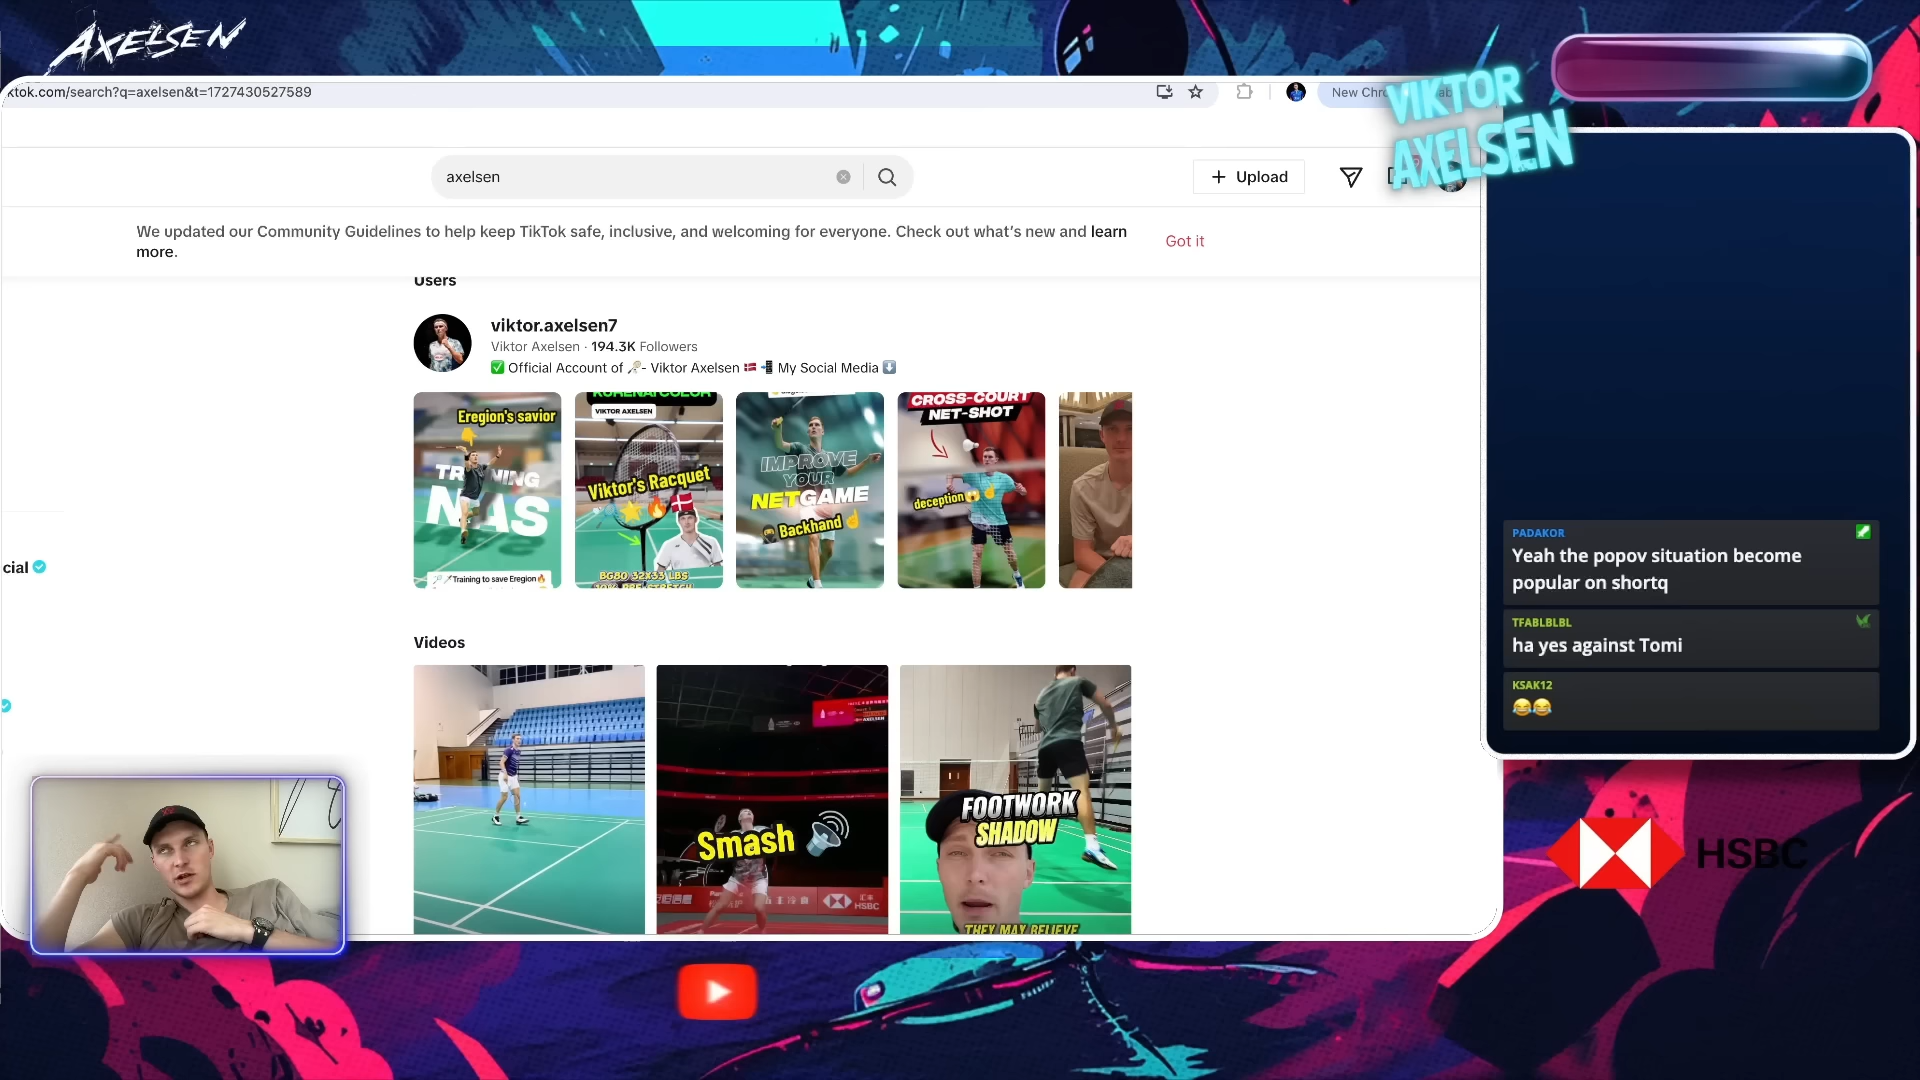 AXELSEN
ktok.com/search?q=axelsen&t=1727430527589
New Chr
VIKTOR
AXELSEN
axelsen
Upload
We updated our Community Guidelines to help keep TikTok safe, inclusive, and welcoming for everyone. Check out what's new and learn
more.
Got it
Users
viktor.axelsen7
Viktor Axelsen · 194.3K Followers
✅ Official Account of 🏸- Viktor Axelsen 🇩🇰 📲 My Social Media ⬇️
Eregion's savior
👇
TRAINING
NAS
Training to save Eregion🔥
VIKTOR AXELSEN
Viktor's Racquet
BG80 32X33 LBS
IMPROVE
YOUR
NETGAME
Backhand ☝
CROSS-COURT
NET-SHOT
deception
cial
Videos
Smash
HSBC
FOOTWORK
SHADOW
THEY MAY BELIEVE
PADAKOR
Yeah the popov situation become
popular on shortq
TFABLBLBL
ha yes against Tomi
KSAK12
😂😂
HSBC